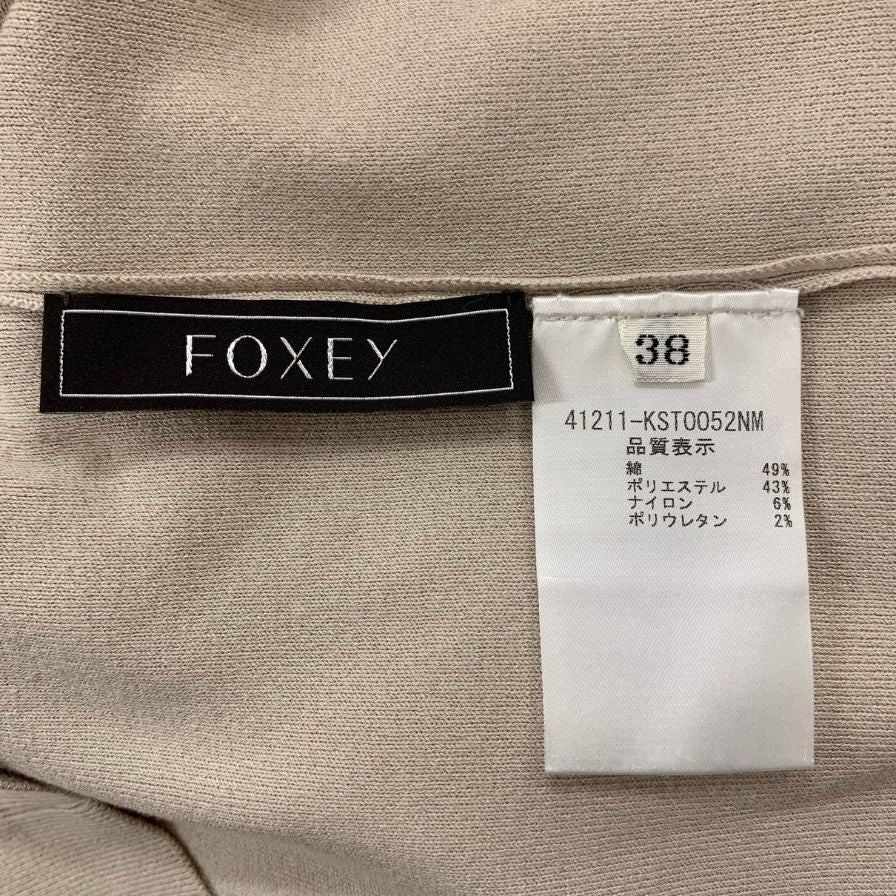 FOXEY
38
41211-KST0052NM
品質表示
綿 49%
ポリエステル 43%
ナイロン 6%
ポリウレタン 2%